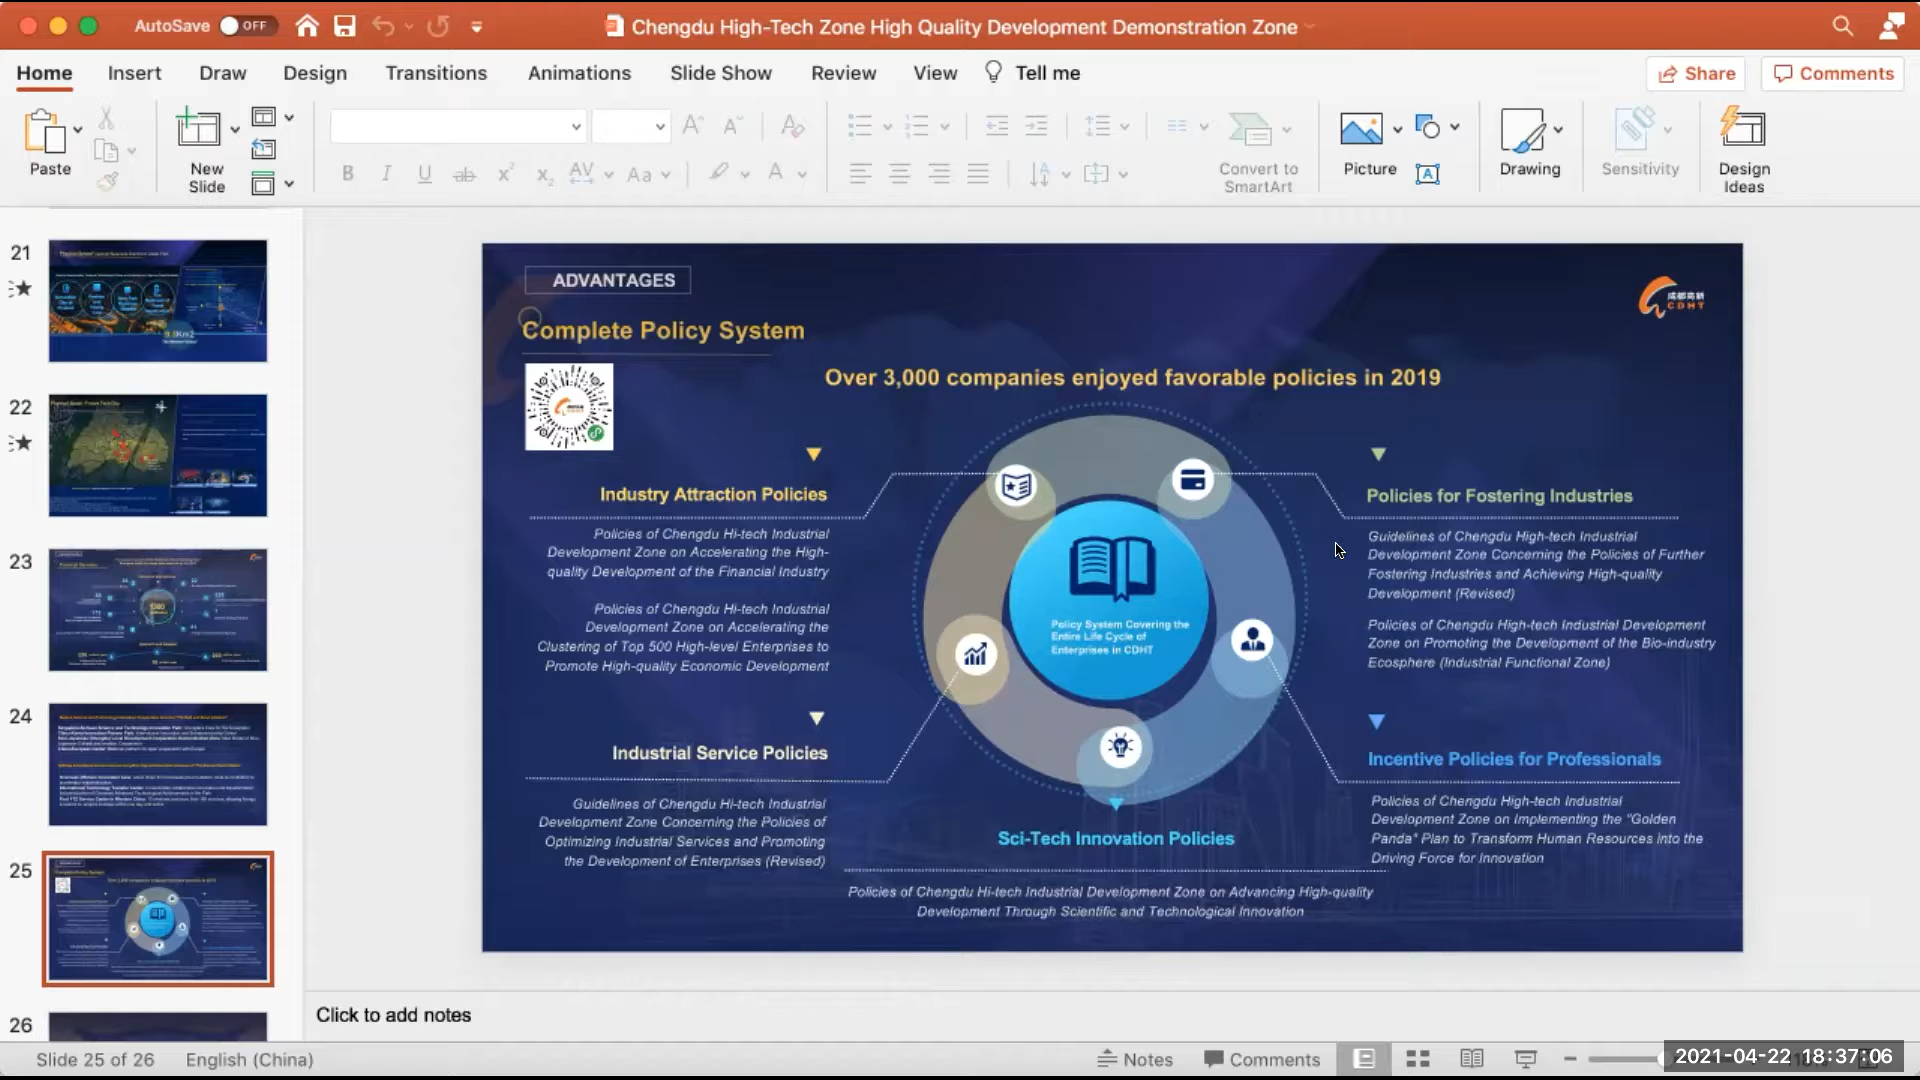 AutoSave OFF
Chengdu High-Tech Zone High Quality Development Demonstration Zone
Home Insert Draw Design Transitions Animations Slide Show Review View Tell me
Share Comments
Paste
New
Slide
Convert to
SmartArt
Picture
Drawing
Sensitivity
Design
Ideas
21
22
23
24
25
26
ADVANTAGES
Complete Policy System
成都高新
CDHT
Over 3,000 companies enjoyed favorable policies in 2019
Industry Attraction Policies
Policies of Chengdu Hi-tech Industrial
Development Zone on Accelerating the High-
quality Development of the Financial Industry
Policies of Chengdu Hi-tech Industrial
Development Zone on Accelerating the
Clustering of Top 500 High-level Enterprises to
Promote High-quality Economic Development
Industrial Service Policies
Guidelines of Chengdu Hi-tech Industrial
Development Zone Concerning the Policies of
Optimizing Industrial Services and Promoting
the Development of Enterprises (Revised)
Policy System Covering the
Entire Life Cycle of
Enterprises in CDHT
Sci-Tech Innovation Policies
Policies of Chengdu Hi-tech Industrial Development Zone on Advancing High-quality
Development Through Scientific and Technological Innovation
Policies for Fostering Industries
Guidelines of Chengdu High-tech Industrial
Development Zone Concerning the Policies of Further
Fostering Industries and Achieving High-quality
Development (Revised)
Policies of Chengdu High-tech Industrial Development
Zone on Promoting the Development of the Bio-industry
Ecosphere (Industrial Functional Zone)
Incentive Policies for Professionals
Policies of Chengdu High-tech Industrial
Development Zone on Implementing the "Golden
Panda" Plan to Transform Human Resources into the
Driving Force for Innovation
Click to add notes
Slide 25 of 26 English (China)
Notes Comments
2021-04-22 18:37:06